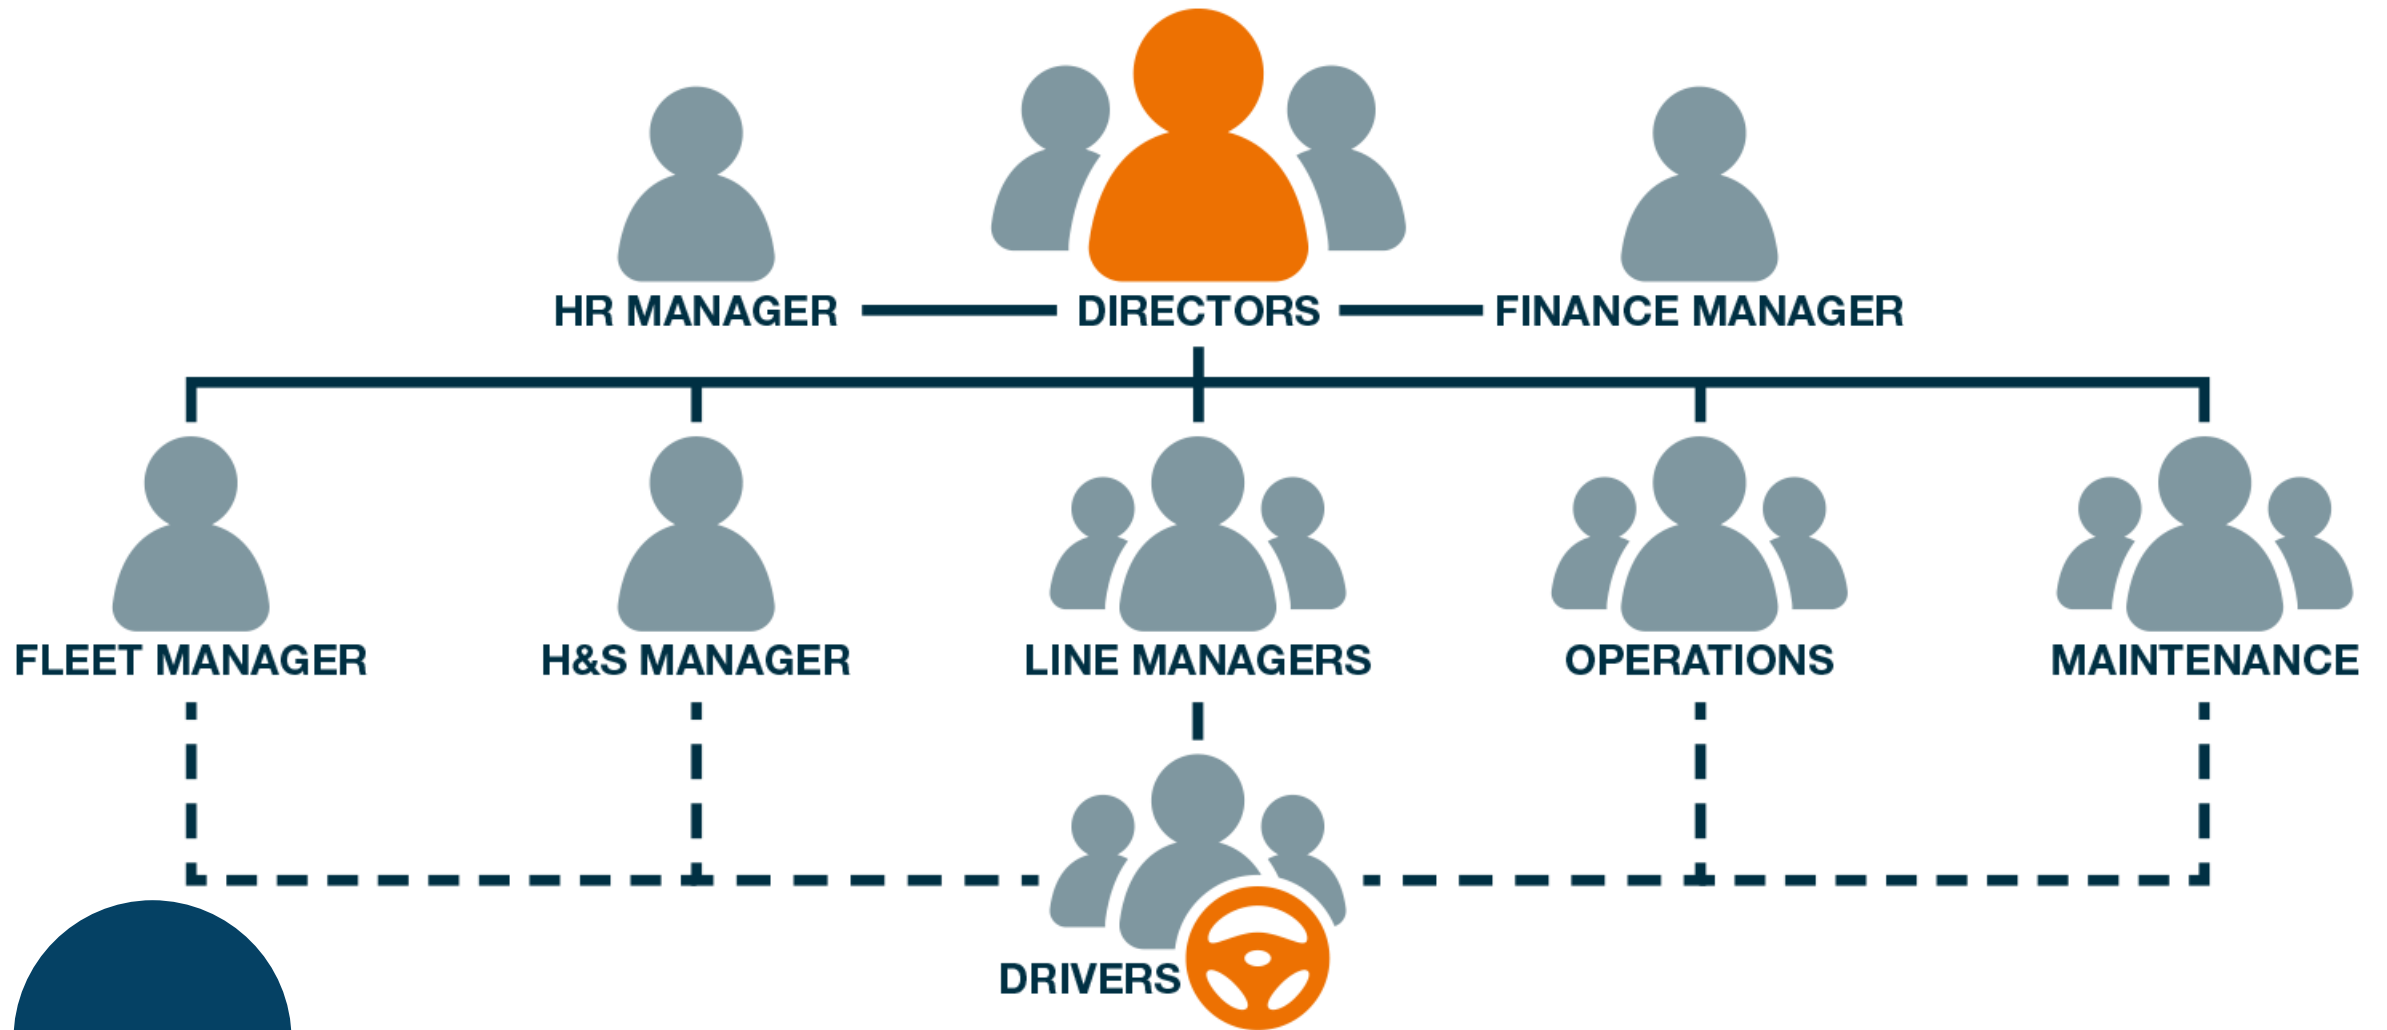 HR MANAGER
DIRECTORS
FINANCE MANAGER
FLEET MANAGER
H&S MANAGER
LINE MANAGERS
OPERATIONS
MAINTENANCE
DRIVERS